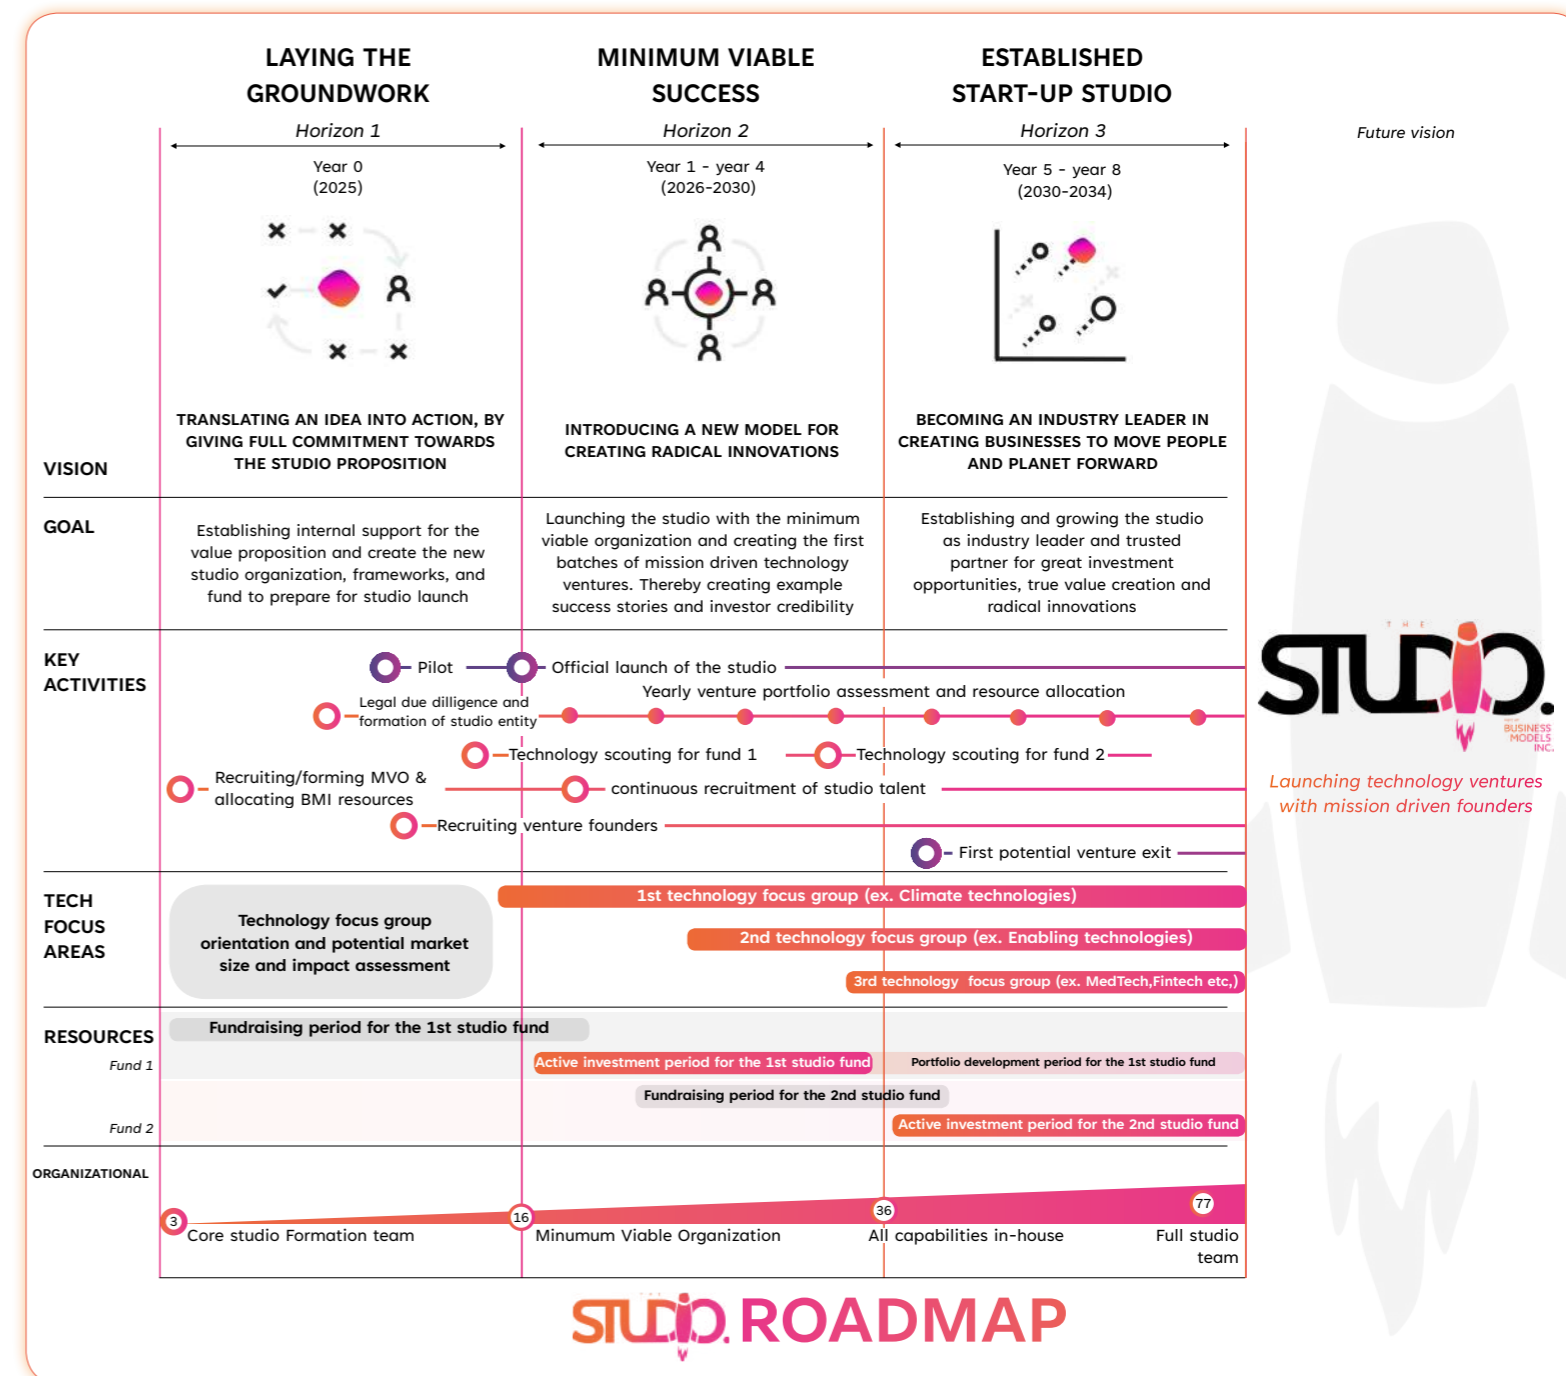 LAYING THE
GROUNDWORK
MINIMUM VIABLE
SUCCESS
ESTABLISHED
START-UP STUDIO
Horizon 1
Horizon 2
Horizon 3
Future vision
Year 0
(2025)
Year 1 - year 4
(2026-2030)
Year 5 - year 8
(2030-2034)
VISION
TRANSLATING AN IDEA INTO ACTION, BY
GIVING FULL COMMITMENT TOWARDS
THE STUDIO PROPOSITION
INTRODUCING A NEW MODEL FOR
CREATING RADICAL INNOVATIONS
BECOMING AN INDUSTRY LEADER IN
CREATING BUSINESSES TO MOVE PEOPLE
AND PLANET FORWARD
GOAL
Establishing internal support for the
value proposition and create the new
studio organization, frameworks, and
fund to prepare for studio launch
Launching the studio with the minimum
viable organization and creating the first
batches of mission driven technology
ventures. Thereby creating example
success stories and investor credibility
Establishing and growing the studio
as industry leader and trusted
partner for great investment
opportunities, true value creation and
radical innovations
KEY
ACTIVITIES
Pilot
Official launch of the studio
Legal due dilligence and
formation of studio entity
Yearly venture portfolio assessment and resource allocation
Technology scouting for fund 1
Technology scouting for fund 2
Recruiting/forming MVO &
allocating BMI resources
continuous recruitment of studio talent
Recruiting venture founders
First potential venture exit
THE
STUDIO.
BUSINESS
MODELS
INC.
Launching technology ventures
with mission driven founders
TECH
FOCUS
AREAS
Technology focus group
orientation and potential market
size and impact assessment
1st technology focus group (ex. Climate technologies)
2nd technology focus group (ex. Enabling technologies)
3rd technology focus group (ex. MedTech,Fintech etc,)
RESOURCES
Fundraising period for the 1st studio fund
Fund 1
Active investment period for the 1st studio fund
Portfolio development period for the 1st studio fund
Fundraising period for the 2nd studio fund
Fund 2
Active investment period for the 2nd studio fund
ORGANIZATIONAL
3
16
36
77
Core studio Formation team
Minumum Viable Organization
All capabilities in-house
Full studio
team
STUDIO. ROADMAP